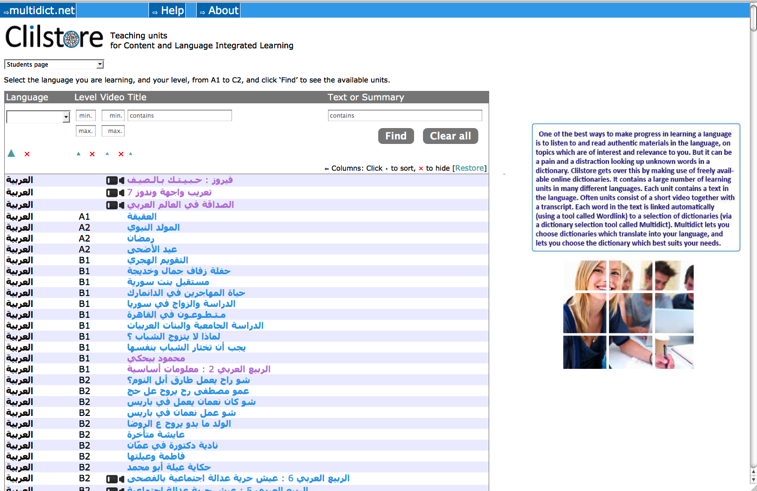 ⇨multidict.net ⇨ Help ⇨ About
Clilstore
Teaching units
for Content and Language Integrated Learning
Students page
Select the language you are learning, and your level, from A1 to C2, and click 'Find' to see the available units.
Language Level Video Title Text or Summary
min. min. contains contains
max. max. Find Clear all
↔ Columns: Click ▴ to sort, × to hide [Restore]
العربية فيروز : حبيتك بالصيف
العربية تعريب واجهة وندوز 7
العربية الصداقة في العالم العربي
العربية A1 العقيقة
العربية A2 المولد النبوي
العربية A2 رمضان
العربية A2 عيد الأضحى
العربية B1 التقويم الهجري
العربية B1 حفلة زفاف جمال وخديجة
العربية B1 مستقبل بنت سورية
العربية B1 حياة المهاجرين في الدانمارك
العربية B1 الدراسة والزواج في سوريا
العربية B1 متطوعون في القاهرة
العربية B1 الدراسة الجامعية والبنات العربيات
العربية B1 لماذا لا يتزوج الشباب ؟
العربية B1 يجب أن تختار الشباب بنفسها
العربية B1 محمود بيحكي
العربية B1 الربيع العربي 2 : معلومات أساسية
العربية B2 شو راح يعمل طارق أبل النوم؟
العربية B2 عمو مصطفى رح يروح عل حج
العربية B2 شو كان نعمان يعمل في باريس
العربية B2 شو عمل نعمان في باريس
العربية B2 الولد ما بدو يروح ع الروضا
العربية B2 عايشة متأخرة
العربية B2 نادية دكتورة في عمّان
العربية B2 فاطمة وعيلتها
العربية B2 حكاية عيلة أبو محمد
العربية B2 الربيع العربي 6 : عيش حرية عدالة اجتماعية بالفصحى
العربية B2 الربيع العربي 5 : عيش حرية عدالة اجتماعية
One of the best ways to make progress in learning a language
is to listen to and read authentic materials in the language, on
topics which are of interest and relevance to you. But it can be
a pain and a distraction looking up unknown words in a
dictionary. Clilstore gets over this by making use of freely avail-
able online dictionaries. It contains a large number of learning
units in many different languages. Each unit contains a text in
the language. Often units consist of a short video together with
a transcript. Each word in the text is linked automatically
(using a tool called Wordlink) to a selection of dictionaries (via
a dictionary selection tool called Multidict). Multidict lets you
choose dictionaries which translate into your language, and
lets you choose the dictionary which best suits your needs.